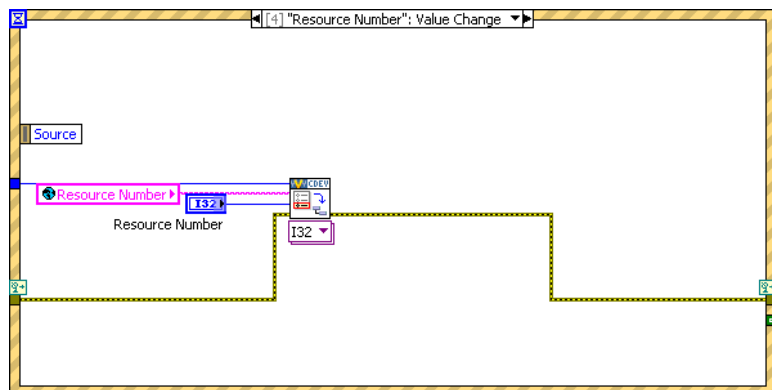 [4] "Resource Number": Value Change
Source
CDEV
Resource Number
I32
Resource Number
I32